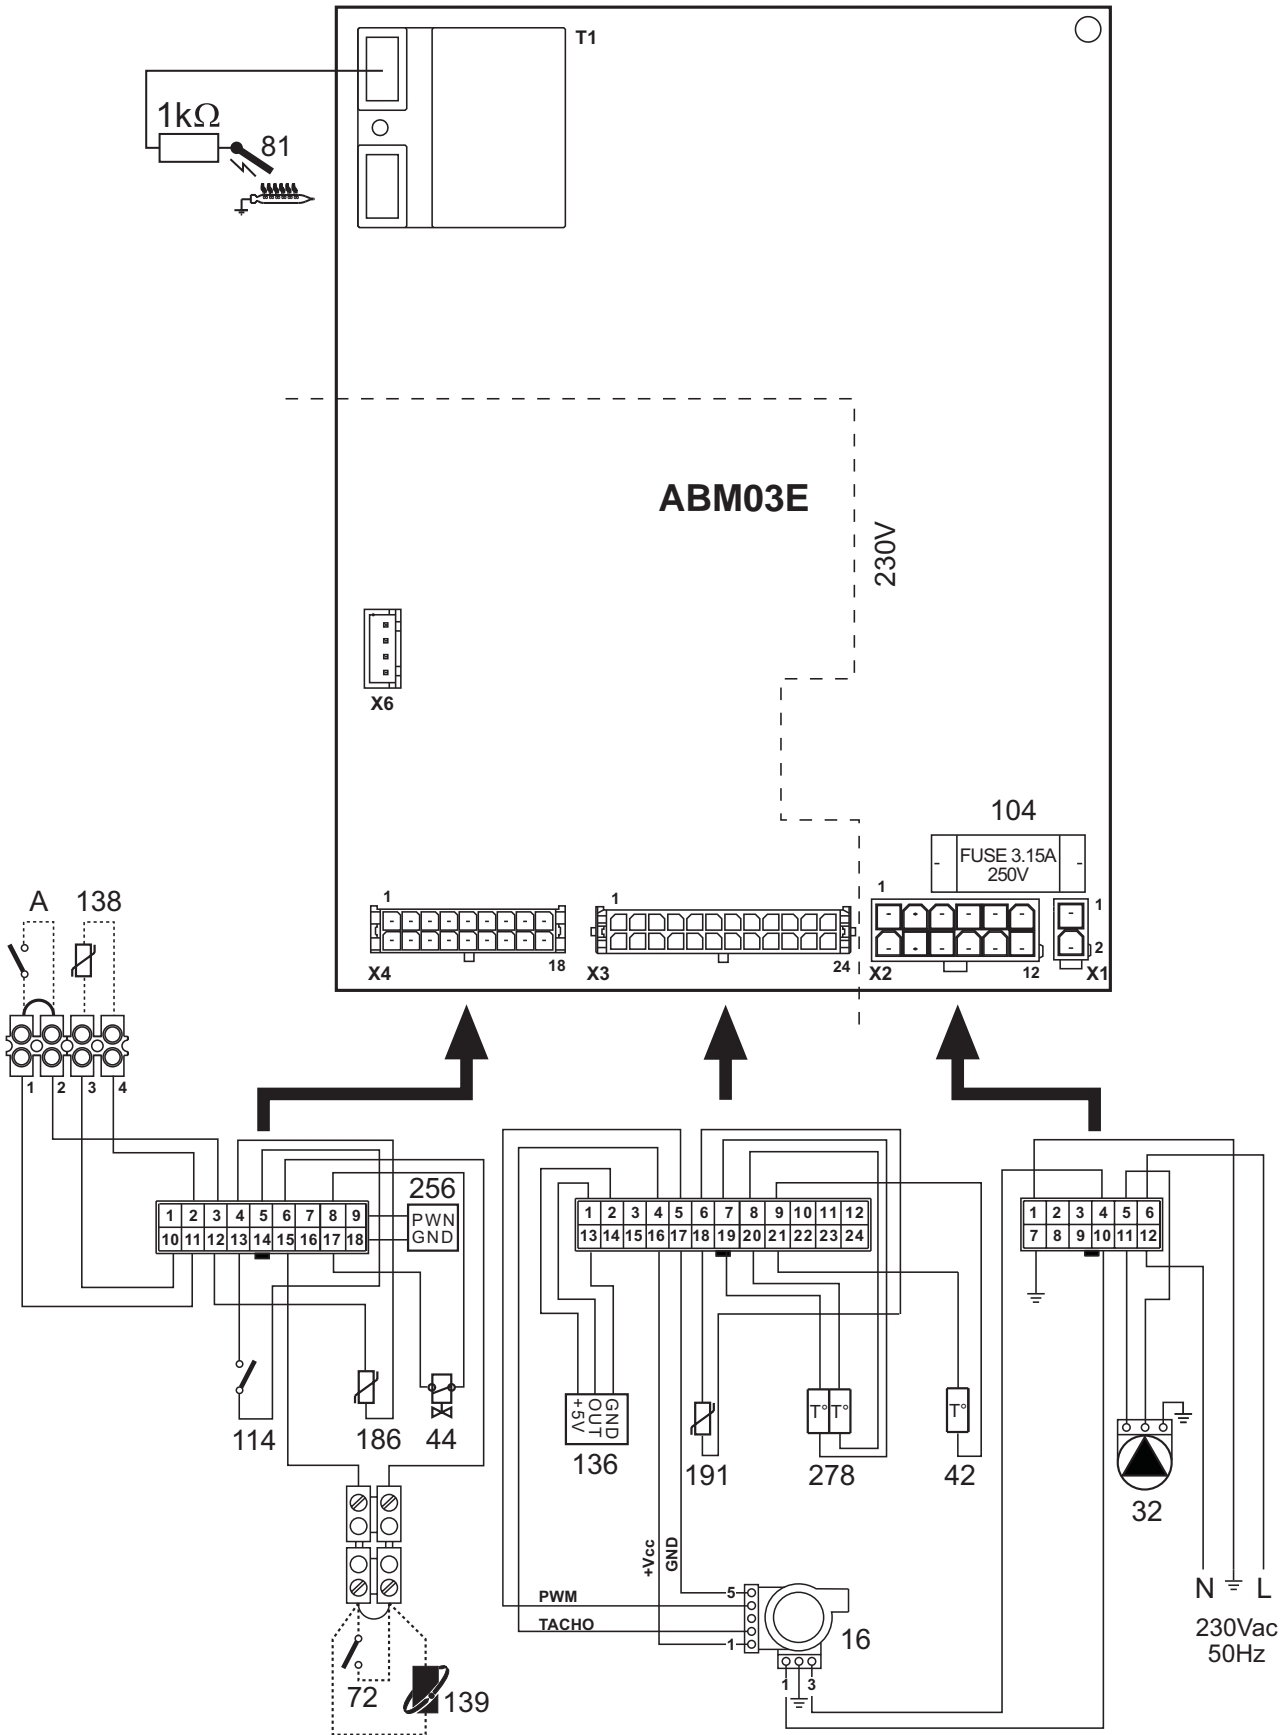 T1
1kΩ
81
ABM03E
230V
X6
104
FUSE 3.15A
250V
1
1
1
1
2
18
24
12
X4
X3
X2
X1
A
138
1
2
3
4
256
PWN
GND
1 2 3 4 5 6 7 8 9
10 11 12 13 14 15 16 17 18
1 2 3 4 5 6 7 8 9 10 11 12
13 14 15 16 17 18 19 20 21 22 23 24
1 2 3 4 5 6
7 8 9 10 11 12
114
186
44
+5V
OUT
GND
136
191
T°
T°
278
T°
42
32
+Vcc
GND
PWM
TACHO
5
1
16
1
3
N
L
230Vac
50Hz
72
139